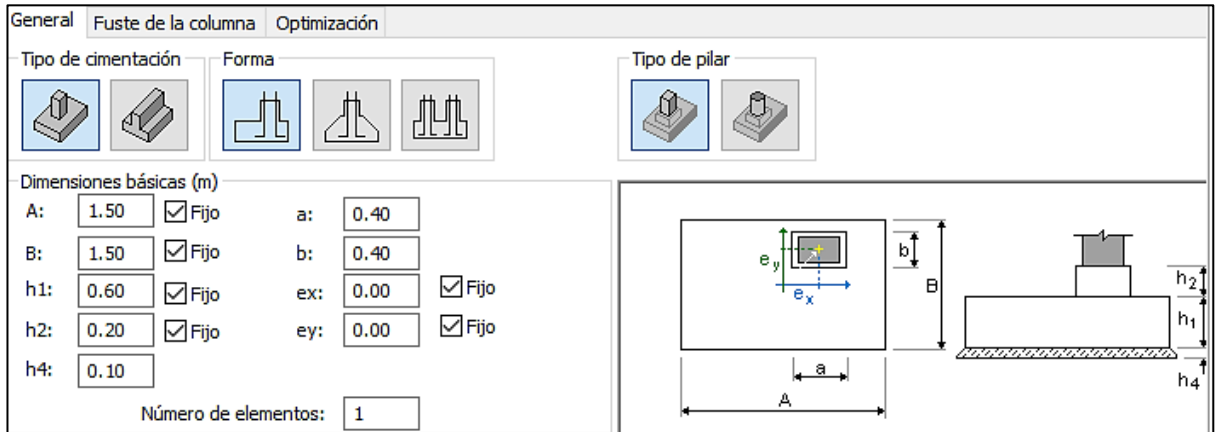 General Fuste de la columna Optimización
Tipo de cimentación Forma Tipo de pilar
Dimensiones básicas (m)
A: 1.50 Fijo a: 0.40
B: 1.50 Fijo b: 0.40
h1: 0.60 Fijo ex: 0.00 Fijo
h2: 0.20 Fijo ey: 0.00 Fijo
h4: 0.10
Número de elementos: 1
ey
ex
b
B
a
A
h2
h1
h4